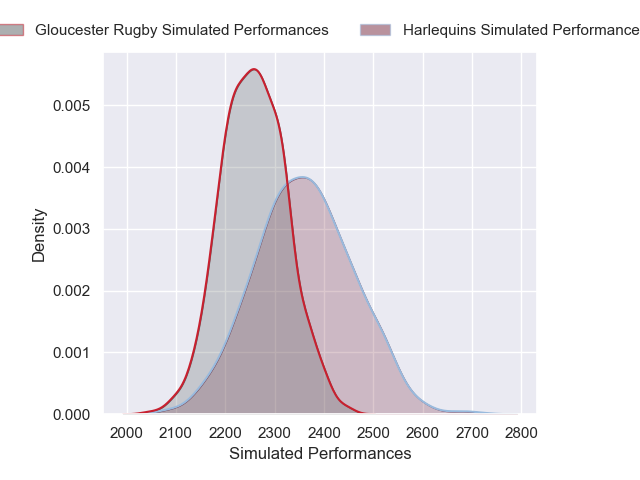 Gloucester Rugby Simulated Performances Harlequins Simulated Performance
0.005
0.004
0.003
0.002
0.001
0.000
Density
2000 2100 2200 2300 2400 2500 2600 2700 2800
Simulated Performances